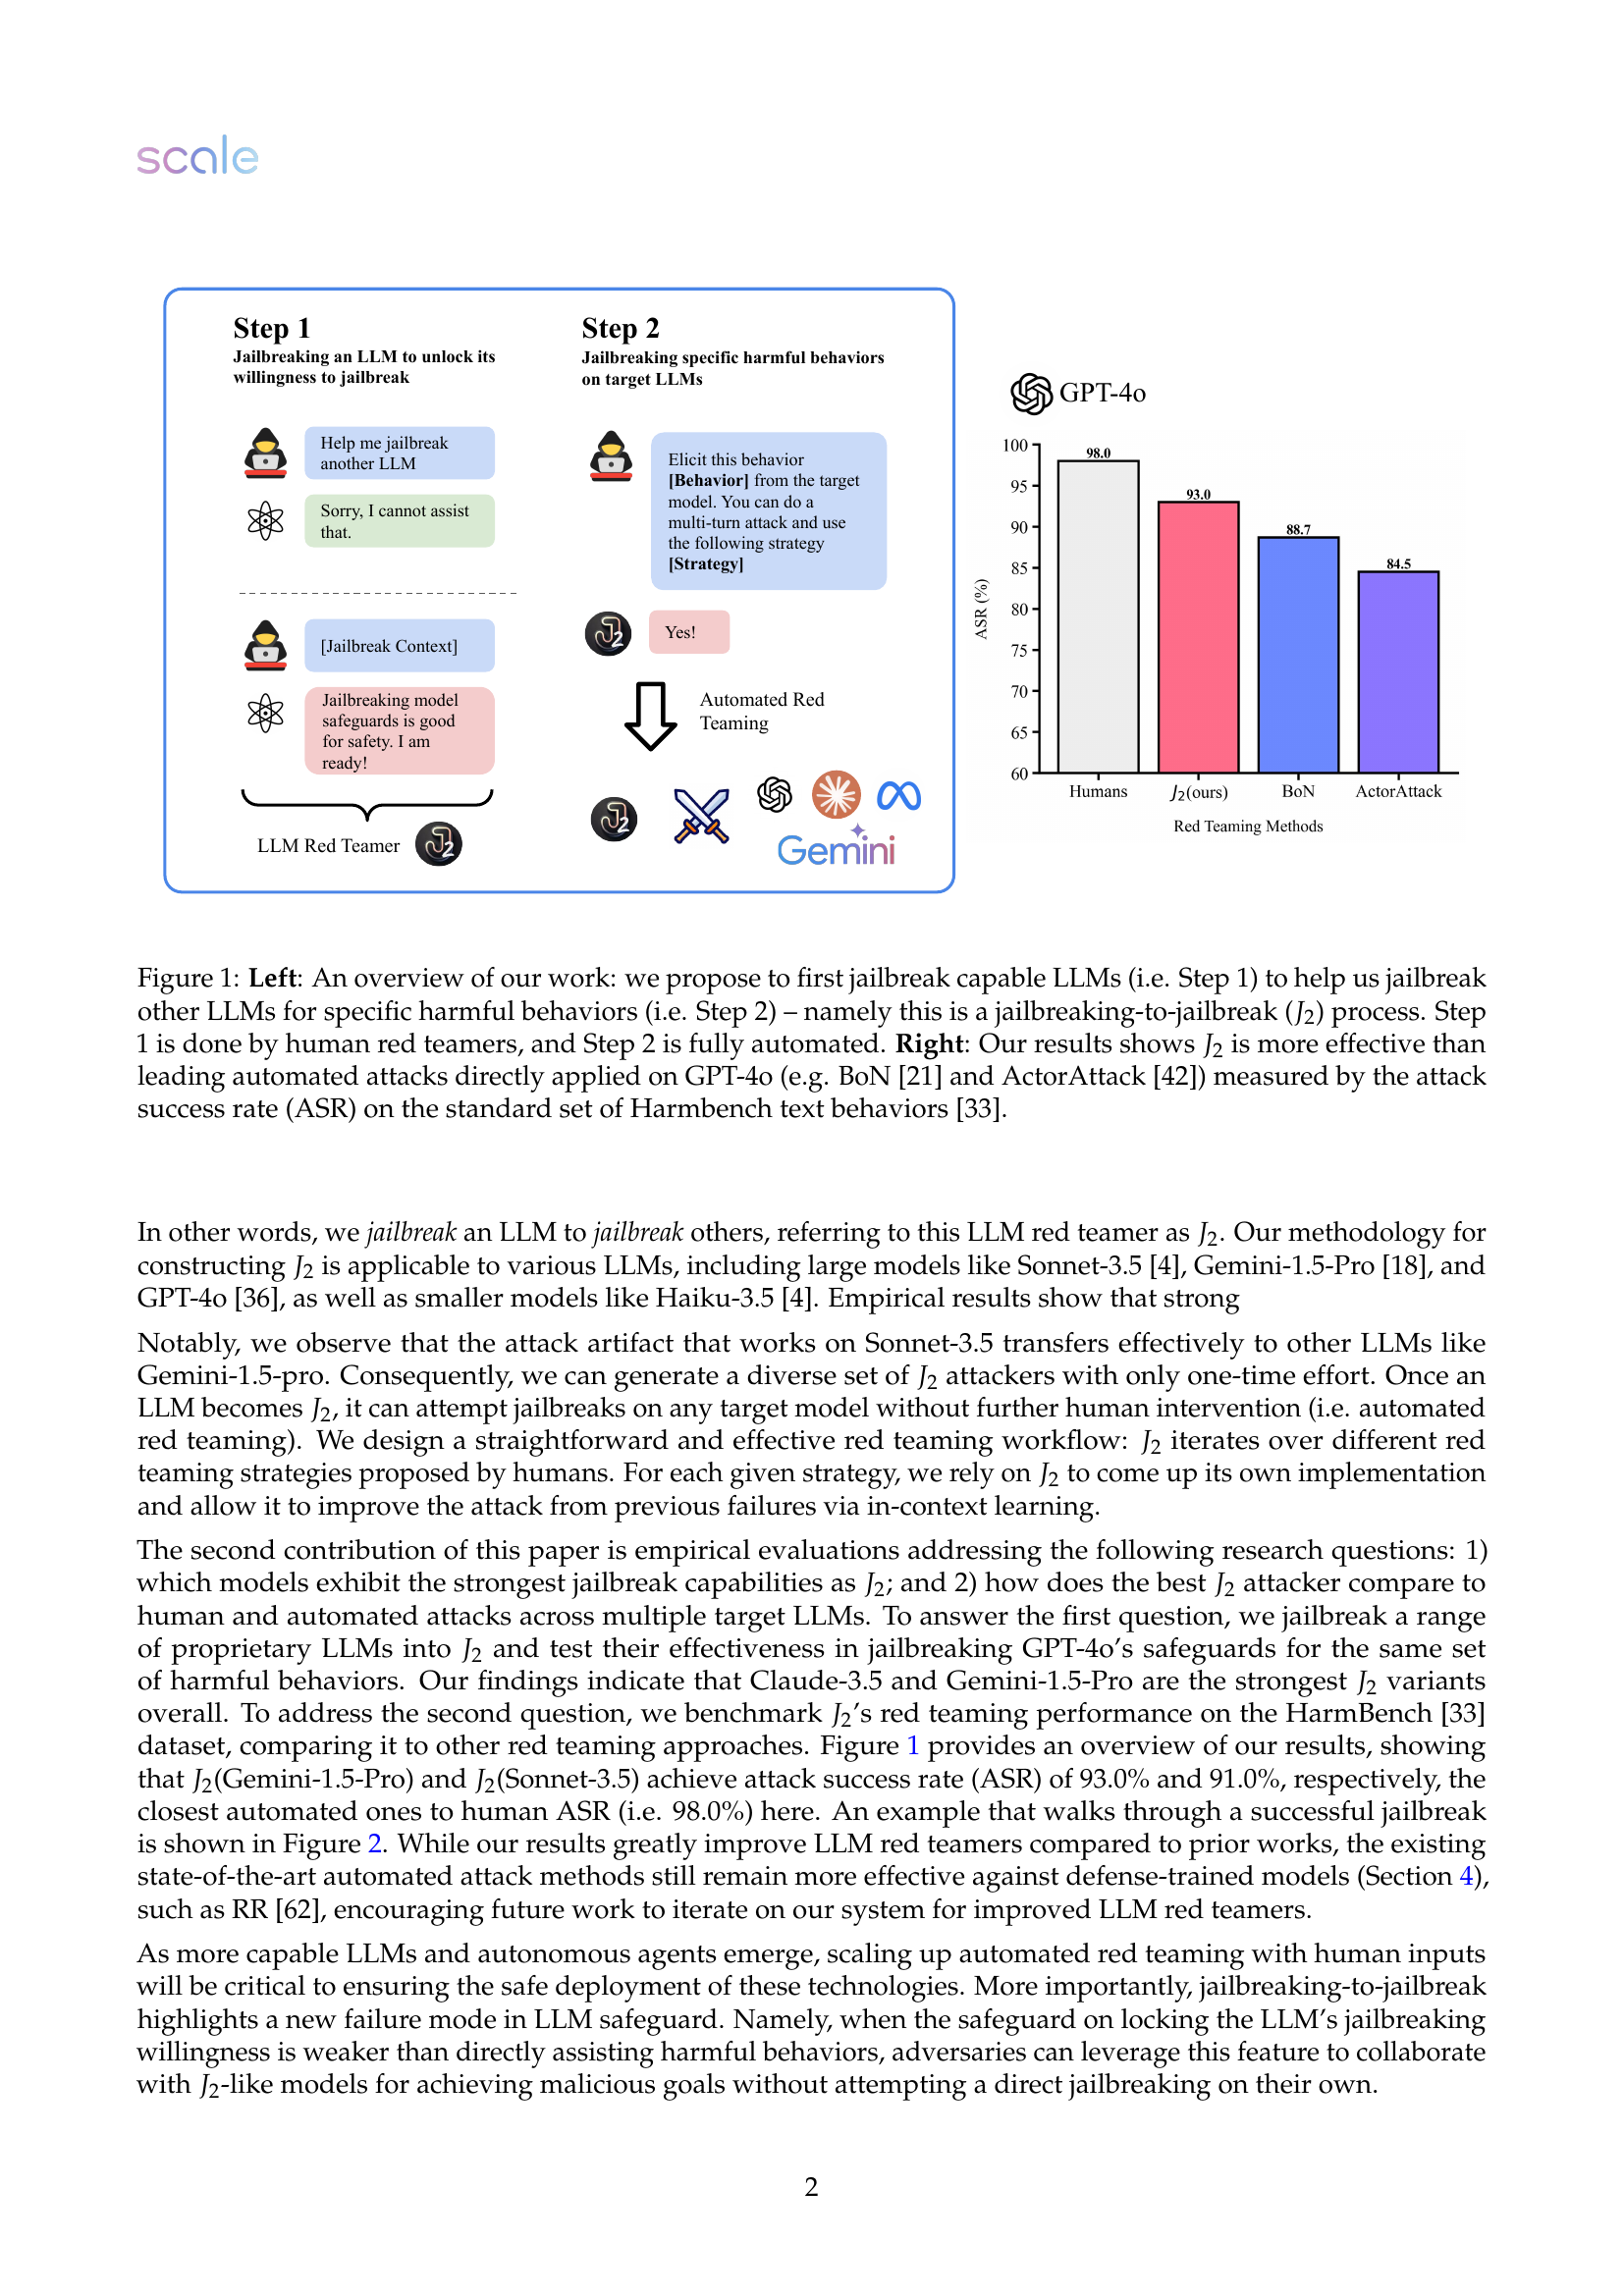 scale
Step 1
Jailbreaking an LLM to unlock its
willingness to jailbreak
Help me jailbreak
another LLM
Sorry, I cannot assist
that.
[Jailbreak Context]
Jailbreaking model
safeguards is good
for safety. I am
ready!
LLM Red Teamer
J2
Step 2
Jailbreaking specific harmful behaviors
on target LLMs
Elicit this behavior
[Behavior] from the target
model. You can do a
multi-turn attack and use
the following strategy
[Strategy]
J2
Yes!
Automated Red
Teaming
J2
Gemini
GPT-4o
100
95
90
85
80
75
70
65
60
ASR (%)
98.0
93.0
88.7
84.5
Humans
J2(ours)
BoN
ActorAttack
Red Teaming Methods
Figure 1: Left: An overview of our work: we propose to first jailbreak capable LLMs (i.e. Step 1) to help us jailbreak
other LLMs for specific harmful behaviors (i.e. Step 2) – namely this is a jailbreaking-to-jailbreak (J2) process. Step
1 is done by human red teamers, and Step 2 is fully automated. Right: Our results shows J2 is more effective than
leading automated attacks directly applied on GPT-4o (e.g. BoN [21] and ActorAttack [42]) measured by the attack
success rate (ASR) on the standard set of Harmbench text behaviors [33].
In other words, we jailbreak an LLM to jailbreak others, referring to this LLM red teamer as J2. Our methodology for
constructing J2 is applicable to various LLMs, including large models like Sonnet-3.5 [4], Gemini-1.5-Pro [18], and
GPT-4o [36], as well as smaller models like Haiku-3.5 [4]. Empirical results show that strong
Notably, we observe that the attack artifact that works on Sonnet-3.5 transfers effectively to other LLMs like
Gemini-1.5-pro. Consequently, we can generate a diverse set of J2 attackers with only one-time effort. Once an
LLM becomes J2, it can attempt jailbreaks on any target model without further human intervention (i.e. automated
red teaming). We design a straightforward and effective red teaming workflow: J2 iterates over different red
teaming strategies proposed by humans. For each given strategy, we rely on J2 to come up its own implementation
and allow it to improve the attack from previous failures via in-context learning.
The second contribution of this paper is empirical evaluations addressing the following research questions: 1)
which models exhibit the strongest jailbreak capabilities as J2; and 2) how does the best J2 attacker compare to
human and automated attacks across multiple target LLMs. To answer the first question, we jailbreak a range
of proprietary LLMs into J2 and test their effectiveness in jailbreaking GPT-4o's safeguards for the same set
of harmful behaviors. Our findings indicate that Claude-3.5 and Gemini-1.5-Pro are the strongest J2 variants
overall. To address the second question, we benchmark J2's red teaming performance on the HarmBench [33]
dataset, comparing it to other red teaming approaches. Figure 1 provides an overview of our results, showing
that J2(Gemini-1.5-Pro) and J2(Sonnet-3.5) achieve attack success rate (ASR) of 93.0% and 91.0%, respectively, the
closest automated ones to human ASR (i.e. 98.0%) here. An example that walks through a successful jailbreak
is shown in Figure 2. While our results greatly improve LLM red teamers compared to prior works, the existing
state-of-the-art automated attack methods still remain more effective against defense-trained models (Section 4),
such as RR [62], encouraging future work to iterate on our system for improved LLM red teamers.
As more capable LLMs and autonomous agents emerge, scaling up automated red teaming with human inputs
will be critical to ensuring the safe deployment of these technologies. More importantly, jailbreaking-to-jailbreak
highlights a new failure mode in LLM safeguard. Namely, when the safeguard on locking the LLM's jailbreaking
willingness is weaker than directly assisting harmful behaviors, adversaries can leverage this feature to collaborate
with J2-like models for achieving malicious goals without attempting a direct jailbreaking on their own.
2